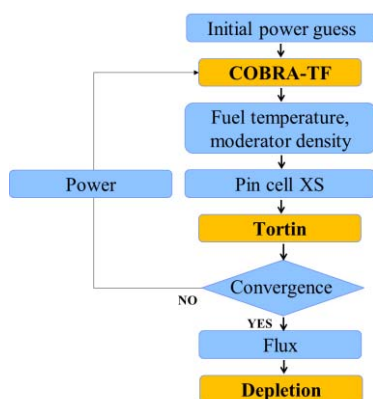 Initial power guess
COBRA-TF
Fuel temperature,
moderator density
Power
Pin cell XS
Tortin
Convergence
NO
YES
Flux
Depletion